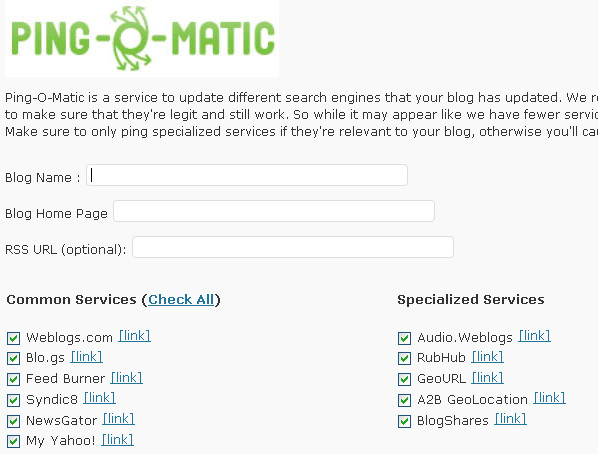 PING-O-MATIC
Ping-O-Matic is a service to update different search engines that your blog has updated. We
to make sure that they're legit and still work. So while it may appear like we have fewer
Make sure to only ping specialized services if they're relevant to your blog, otherwise you'll
Blog Name :
Blog Home Page
RSS URL (optional):
Common Services (Check All)
Weblogs.com [link]
Blo.gs [link]
Feed Burner [link]
Syndic8 [link]
NewsGator [link]
My Yahoo! [link]
Specialized Services
Audio.Weblogs [link]
RubHub [link]
GeoURL [link]
A2B GeoLocation [link]
BlogShares [link]